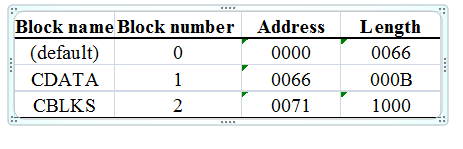 Block name Block number Address Length
(default) 0 0000 0066
CDATA 1 0066 000B
CBLKS 2 0071 1000